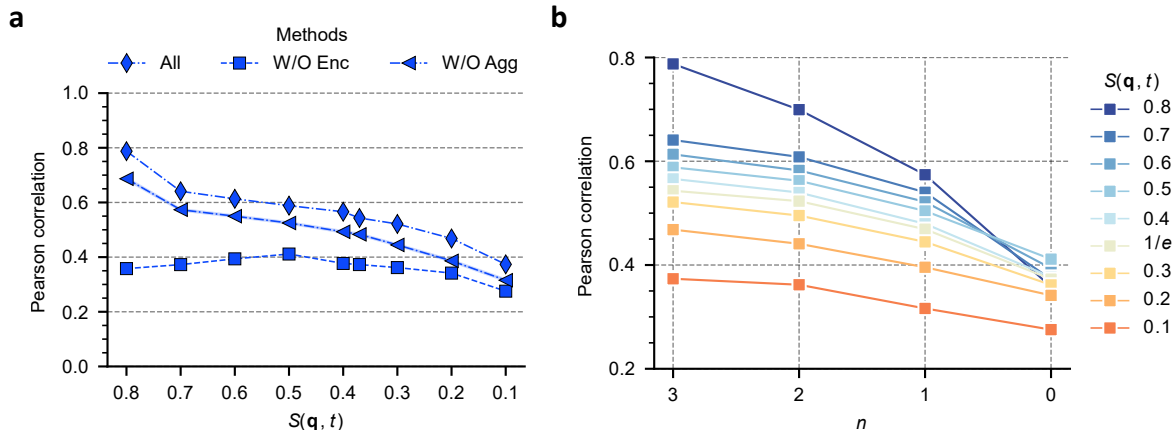 a
Methods
All W/O Enc W/O Agg
1.0
0.8
0.6
0.4
0.2
0.0
Pearson correlation
0.8 0.7 0.6 0.5 0.4 0.3 0.2 0.1
S(q, t)
b
0.8
0.6
0.4
0.2
Pearson correlation
3 2 1 0
n
S(q, t)
0.8
0.7
0.6
0.5
0.4
1/e
0.3
0.2
0.1